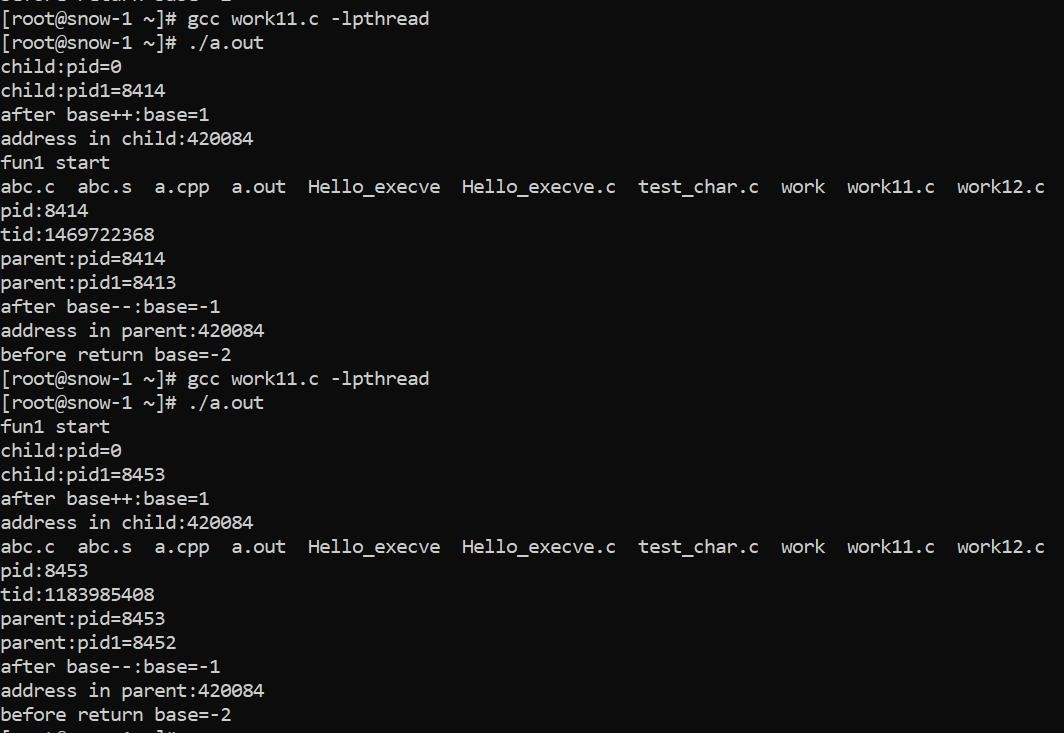 [root@snow-1 ~]# gcc work11.c -lpthread
[root@snow-1 ~]# ./a.out
child:pid=0
child:pid1=8414
after base++:base=1
address in child:420084
fun1 start
abc.c  abc.s  a.cpp  a.out  Hello_execve  Hello_execve.c  test_char.c  work  work11.c  work12.c
pid:8414
tid:1469722368
parent:pid=8414
parent:pid1=8413
after base--:base=-1
address in parent:420084
before return base=-2
[root@snow-1 ~]# gcc work11.c -lpthread
[root@snow-1 ~]# ./a.out
fun1 start
child:pid=0
child:pid1=8453
after base++:base=1
address in child:420084
abc.c  abc.s  a.cpp  a.out  Hello_execve  Hello_execve.c  test_char.c  work  work11.c  work12.c
pid:8453
tid:1183985408
parent:pid=8453
parent:pid1=8452
after base--:base=-1
address in parent:420084
before return base=-2